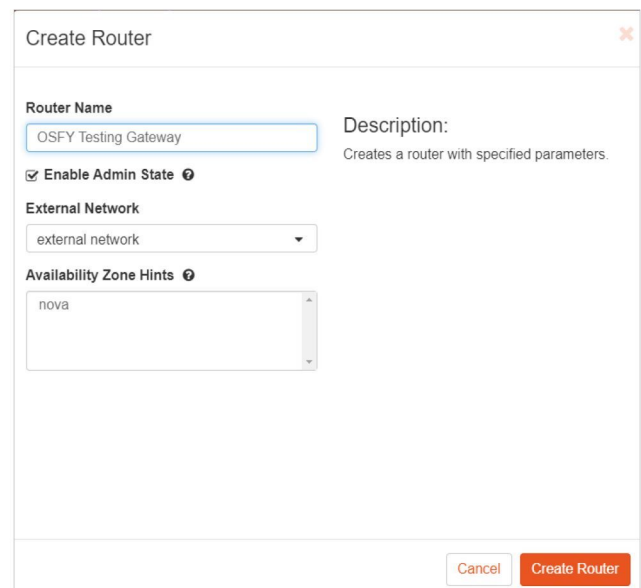 Create Router
Router Name
OSFY Testing Gateway
Description:
Creates a router with specified parameters.
Enable Admin State
External Network
external network
Availability Zone Hints
nova
Cancel
Create Router